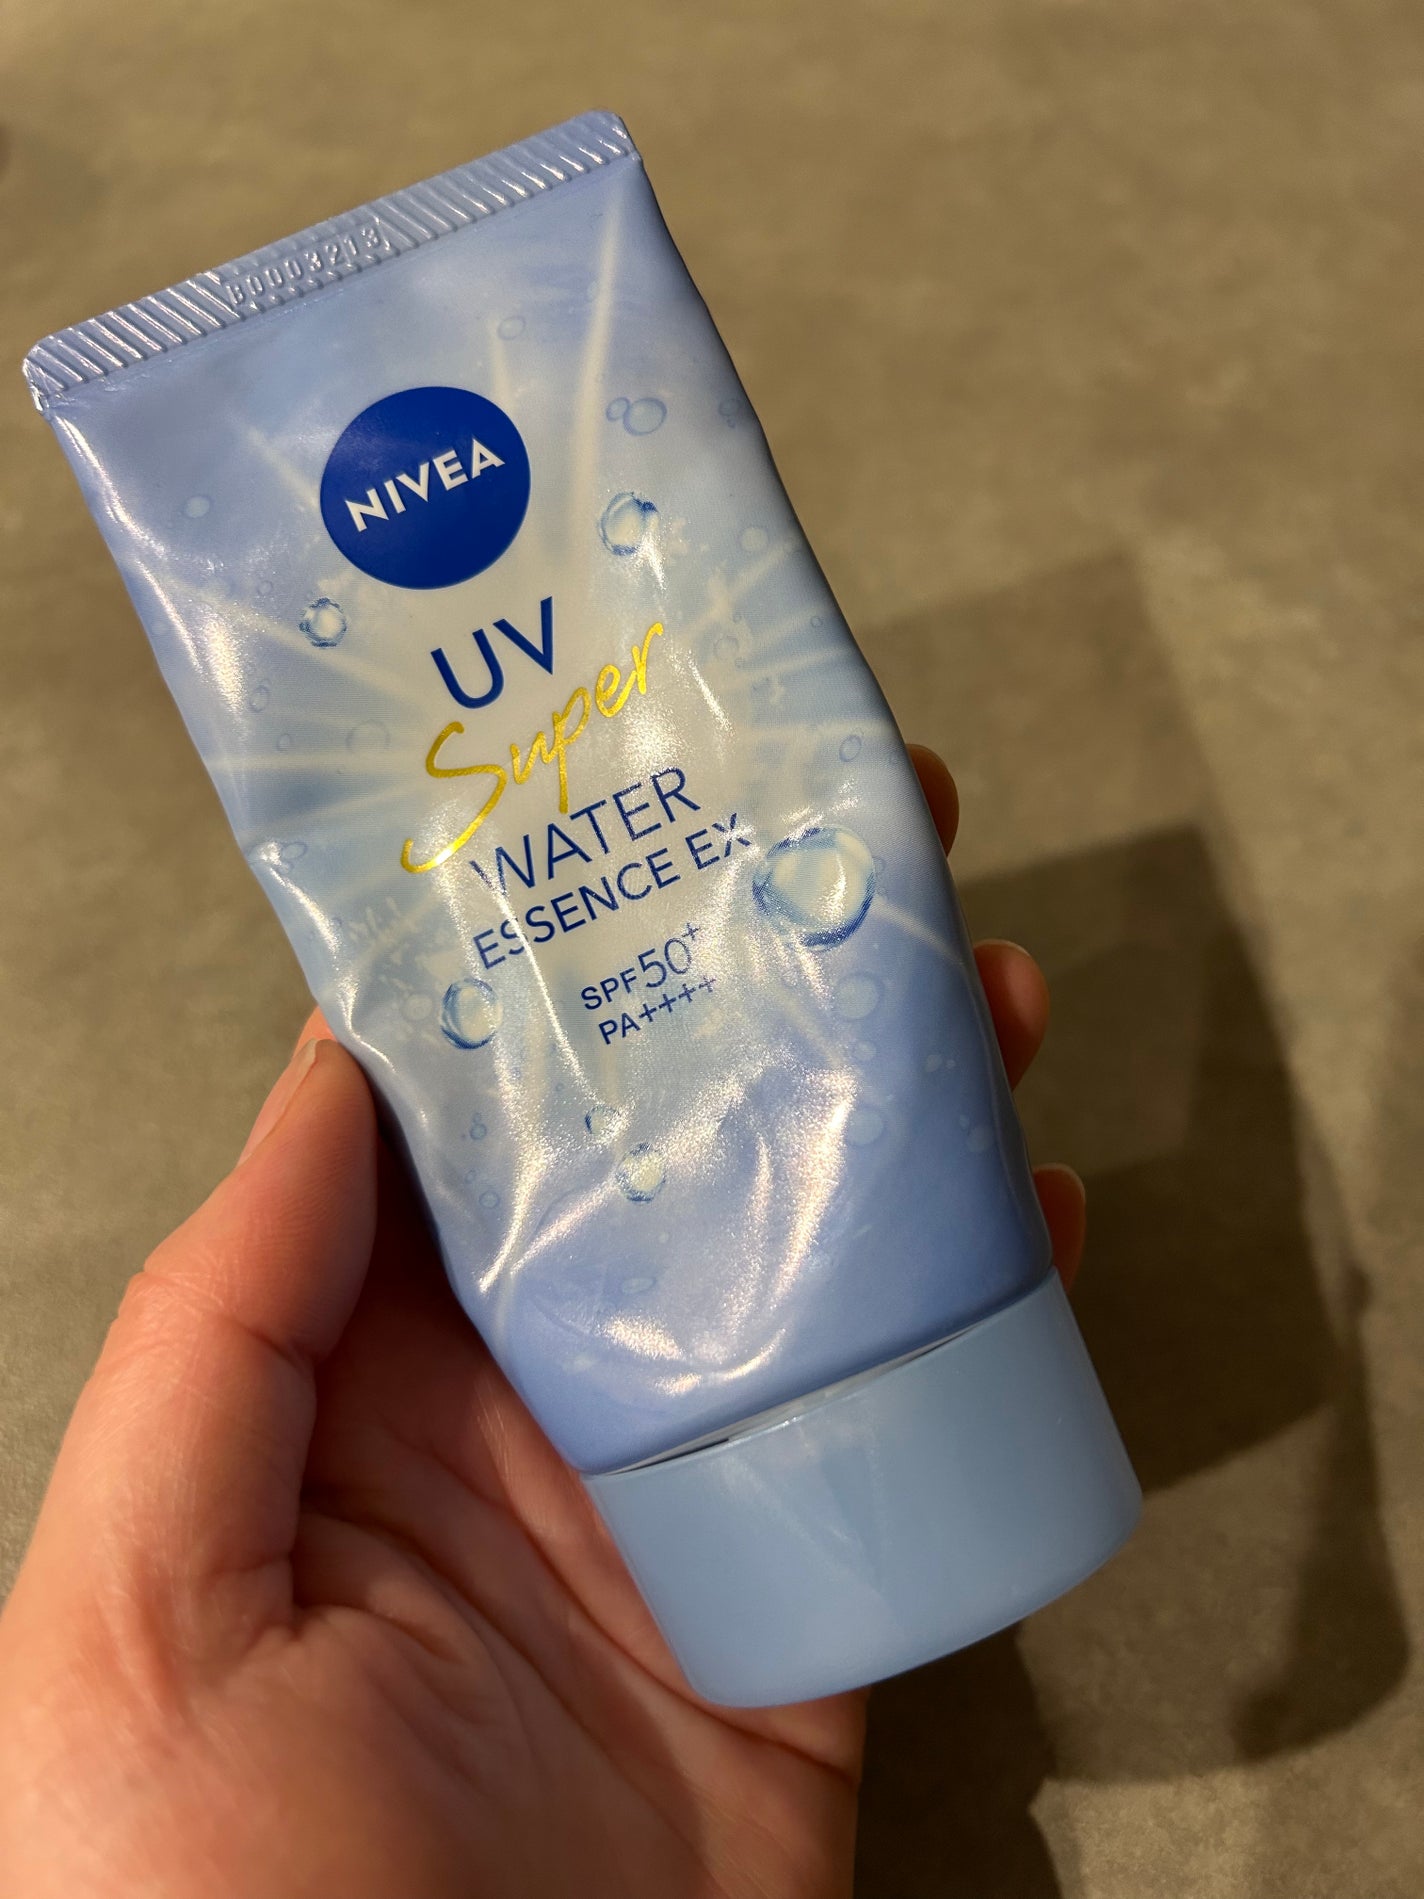 NIVEA
UV
Super
WATER
ESSENCE EX
SPF50+
PA++++